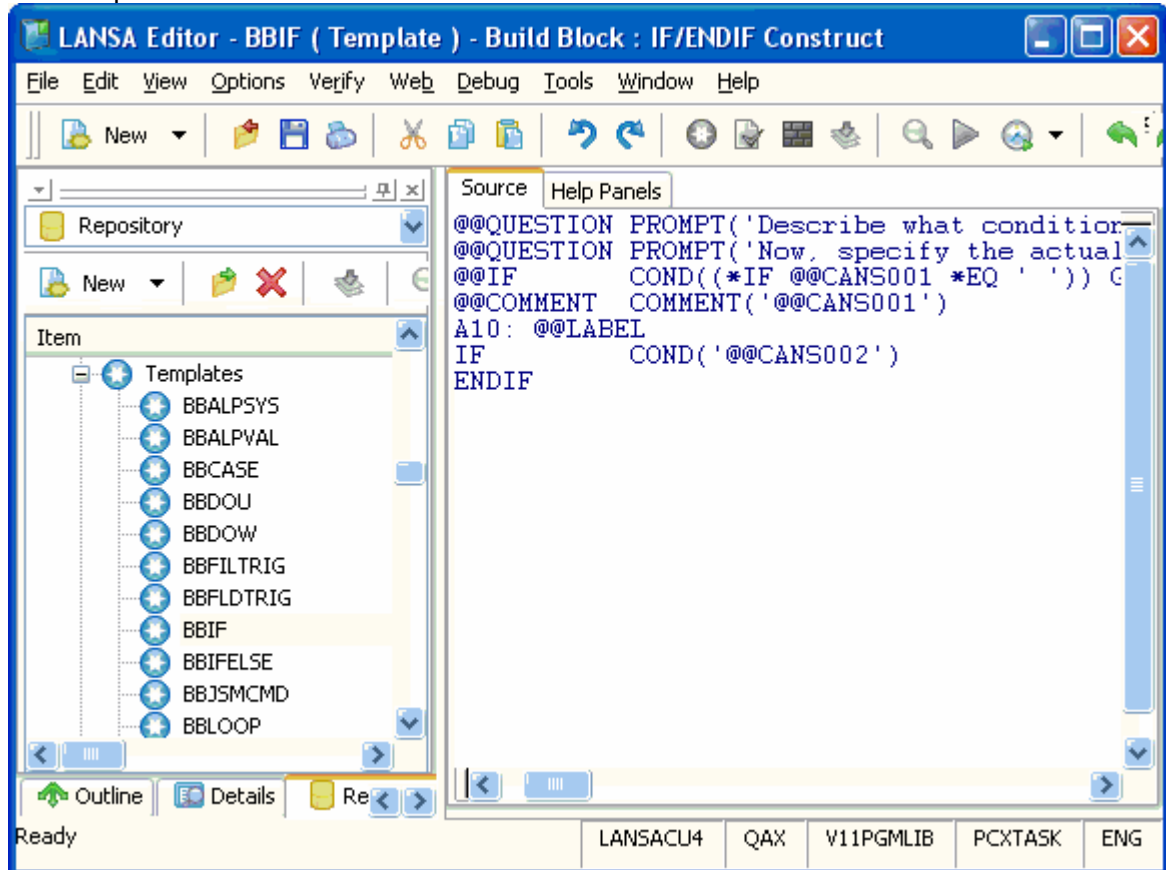 LANSA Editor - BBIF ( Template ) - Build Block : IF/ENDIF Construct
File Edit View Options Verify Web Debug Tools Window Help
New
Repository
New
Item
Templates
BBALPSYS
BBALPVAL
BBCASE
BBDOU
BBDOW
BBFILTRIG
BBFLDTRIG
BBIF
BBIFELSE
BBJSMCMD
BBLOOP
Outline Details Re
Source Help Panels
@@QUESTION PROMPT('Describe what condition
@@QUESTION PROMPT('Now, specify the actual
@@IF COND((*IF @@CANS001 *EQ ' '))
@@COMMENT COMMENT('@@CANS001')
A10: @@LABEL
IF COND('@@CANS002')
ENDIF
Ready LANSACU4 QAX V11PGMLIB PCXTASK ENG